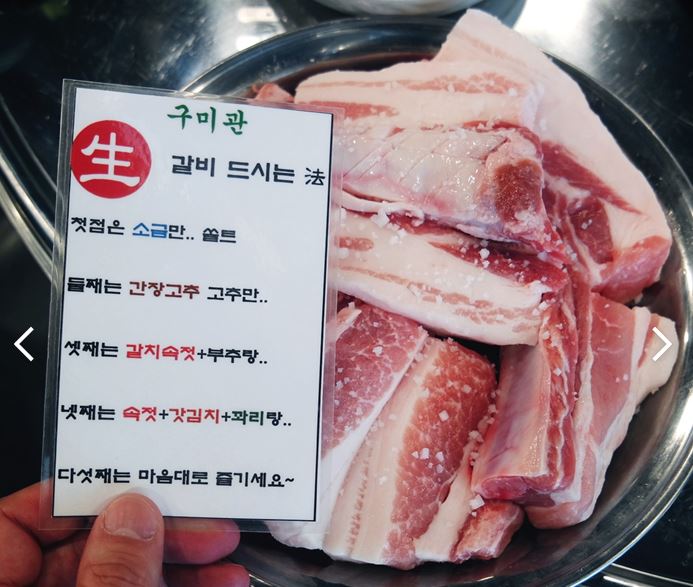 구미관
生 갈비 드시는 法
첫점은 소금만.. 쏠트
둘째는 간장고추 고추만..
셋째는 갈치속젓+부추랑..
넷째는 속젓+갓김치+꽈리랑..
다섯째는 마음대로 즐기세요~